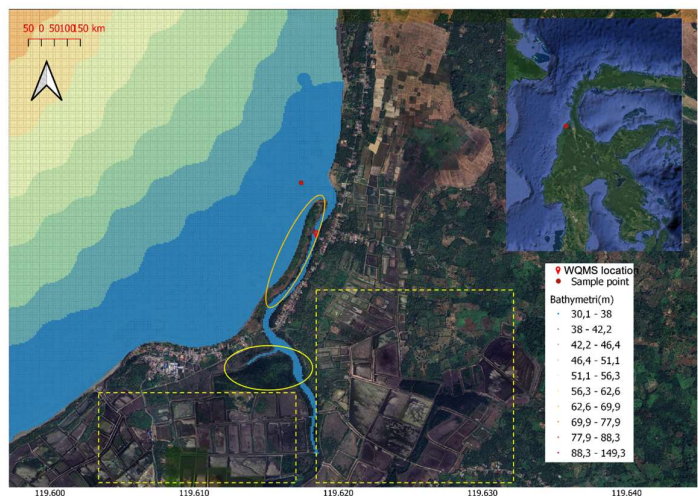 50 0 50100150 km
WQMS location
Sample point
Bathymetri(m)
30,1 - 38
38 - 42,2
42,2 - 46,4
46,4 - 51,1
51,1 - 56,3
56,3 - 62,6
62,6 - 69,9
69,9 - 77,9
77,9 - 88,3
88,3 - 149,3
119.600 119.610 119.620 119.630 119.640